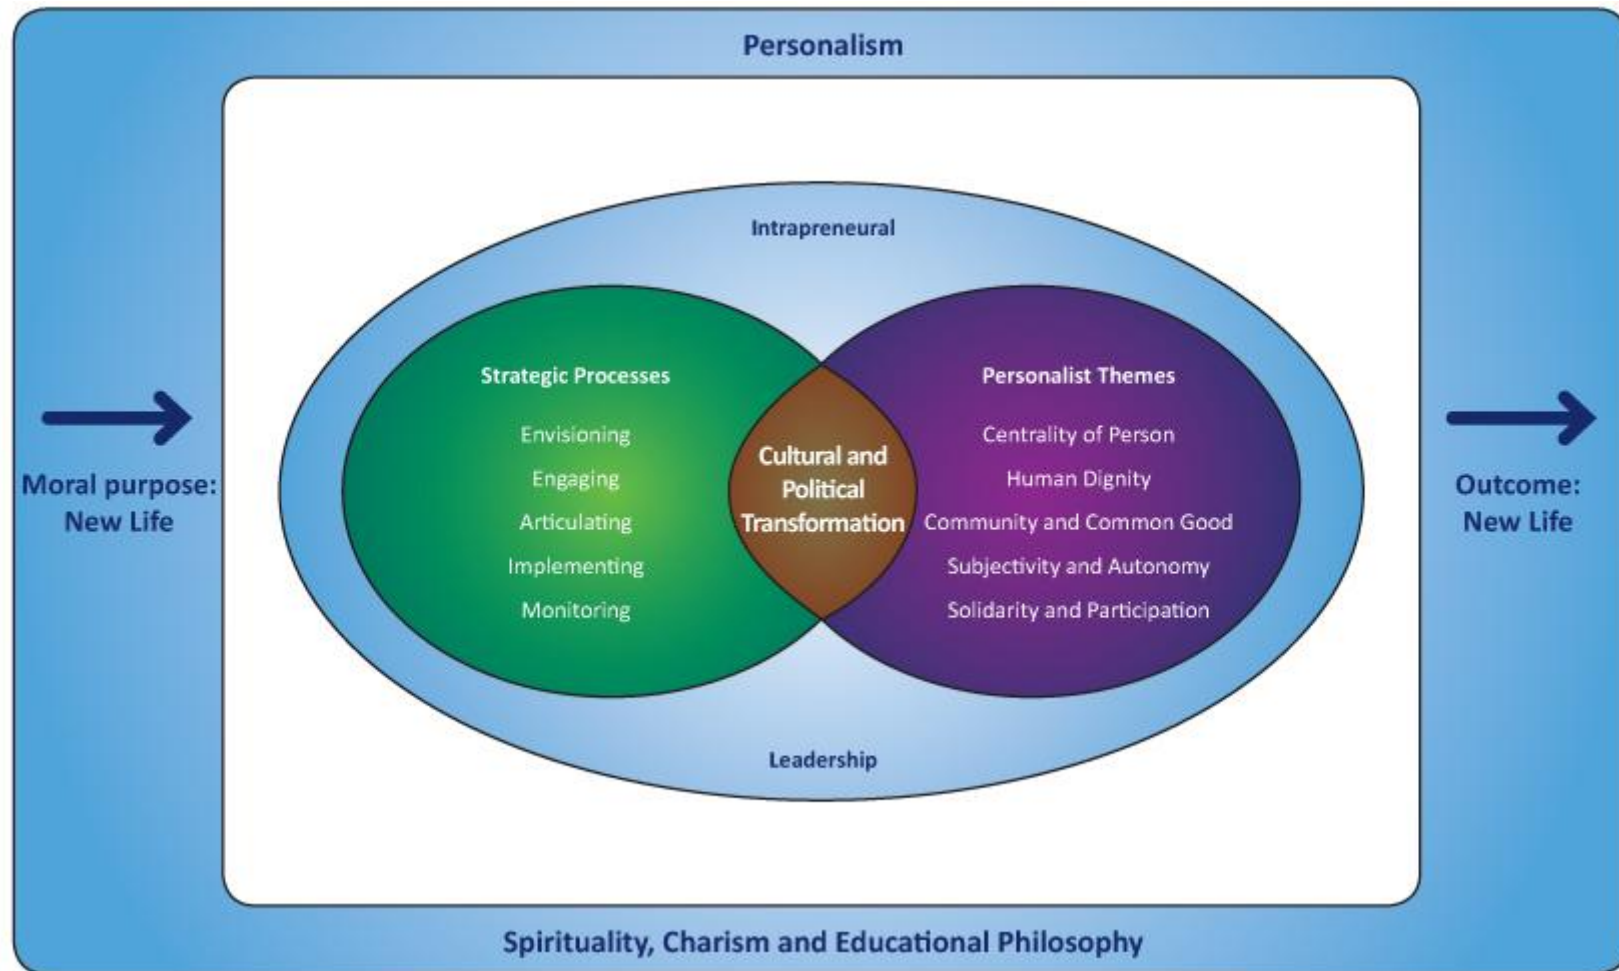 Personalism
Intrapreneural
Strategic Processes
Envisioning
Engaging
Articulating
Implementing
Monitoring
Cultural and
Political
Transformation
Personalist Themes
Centrality of Person
Human Dignity
Community and Common Good
Subjectivity and Autonomy
Solidarity and Participation
Leadership
Moral purpose:
New Life
Outcome:
New Life
Spirituality, Charism and Educational Philosophy